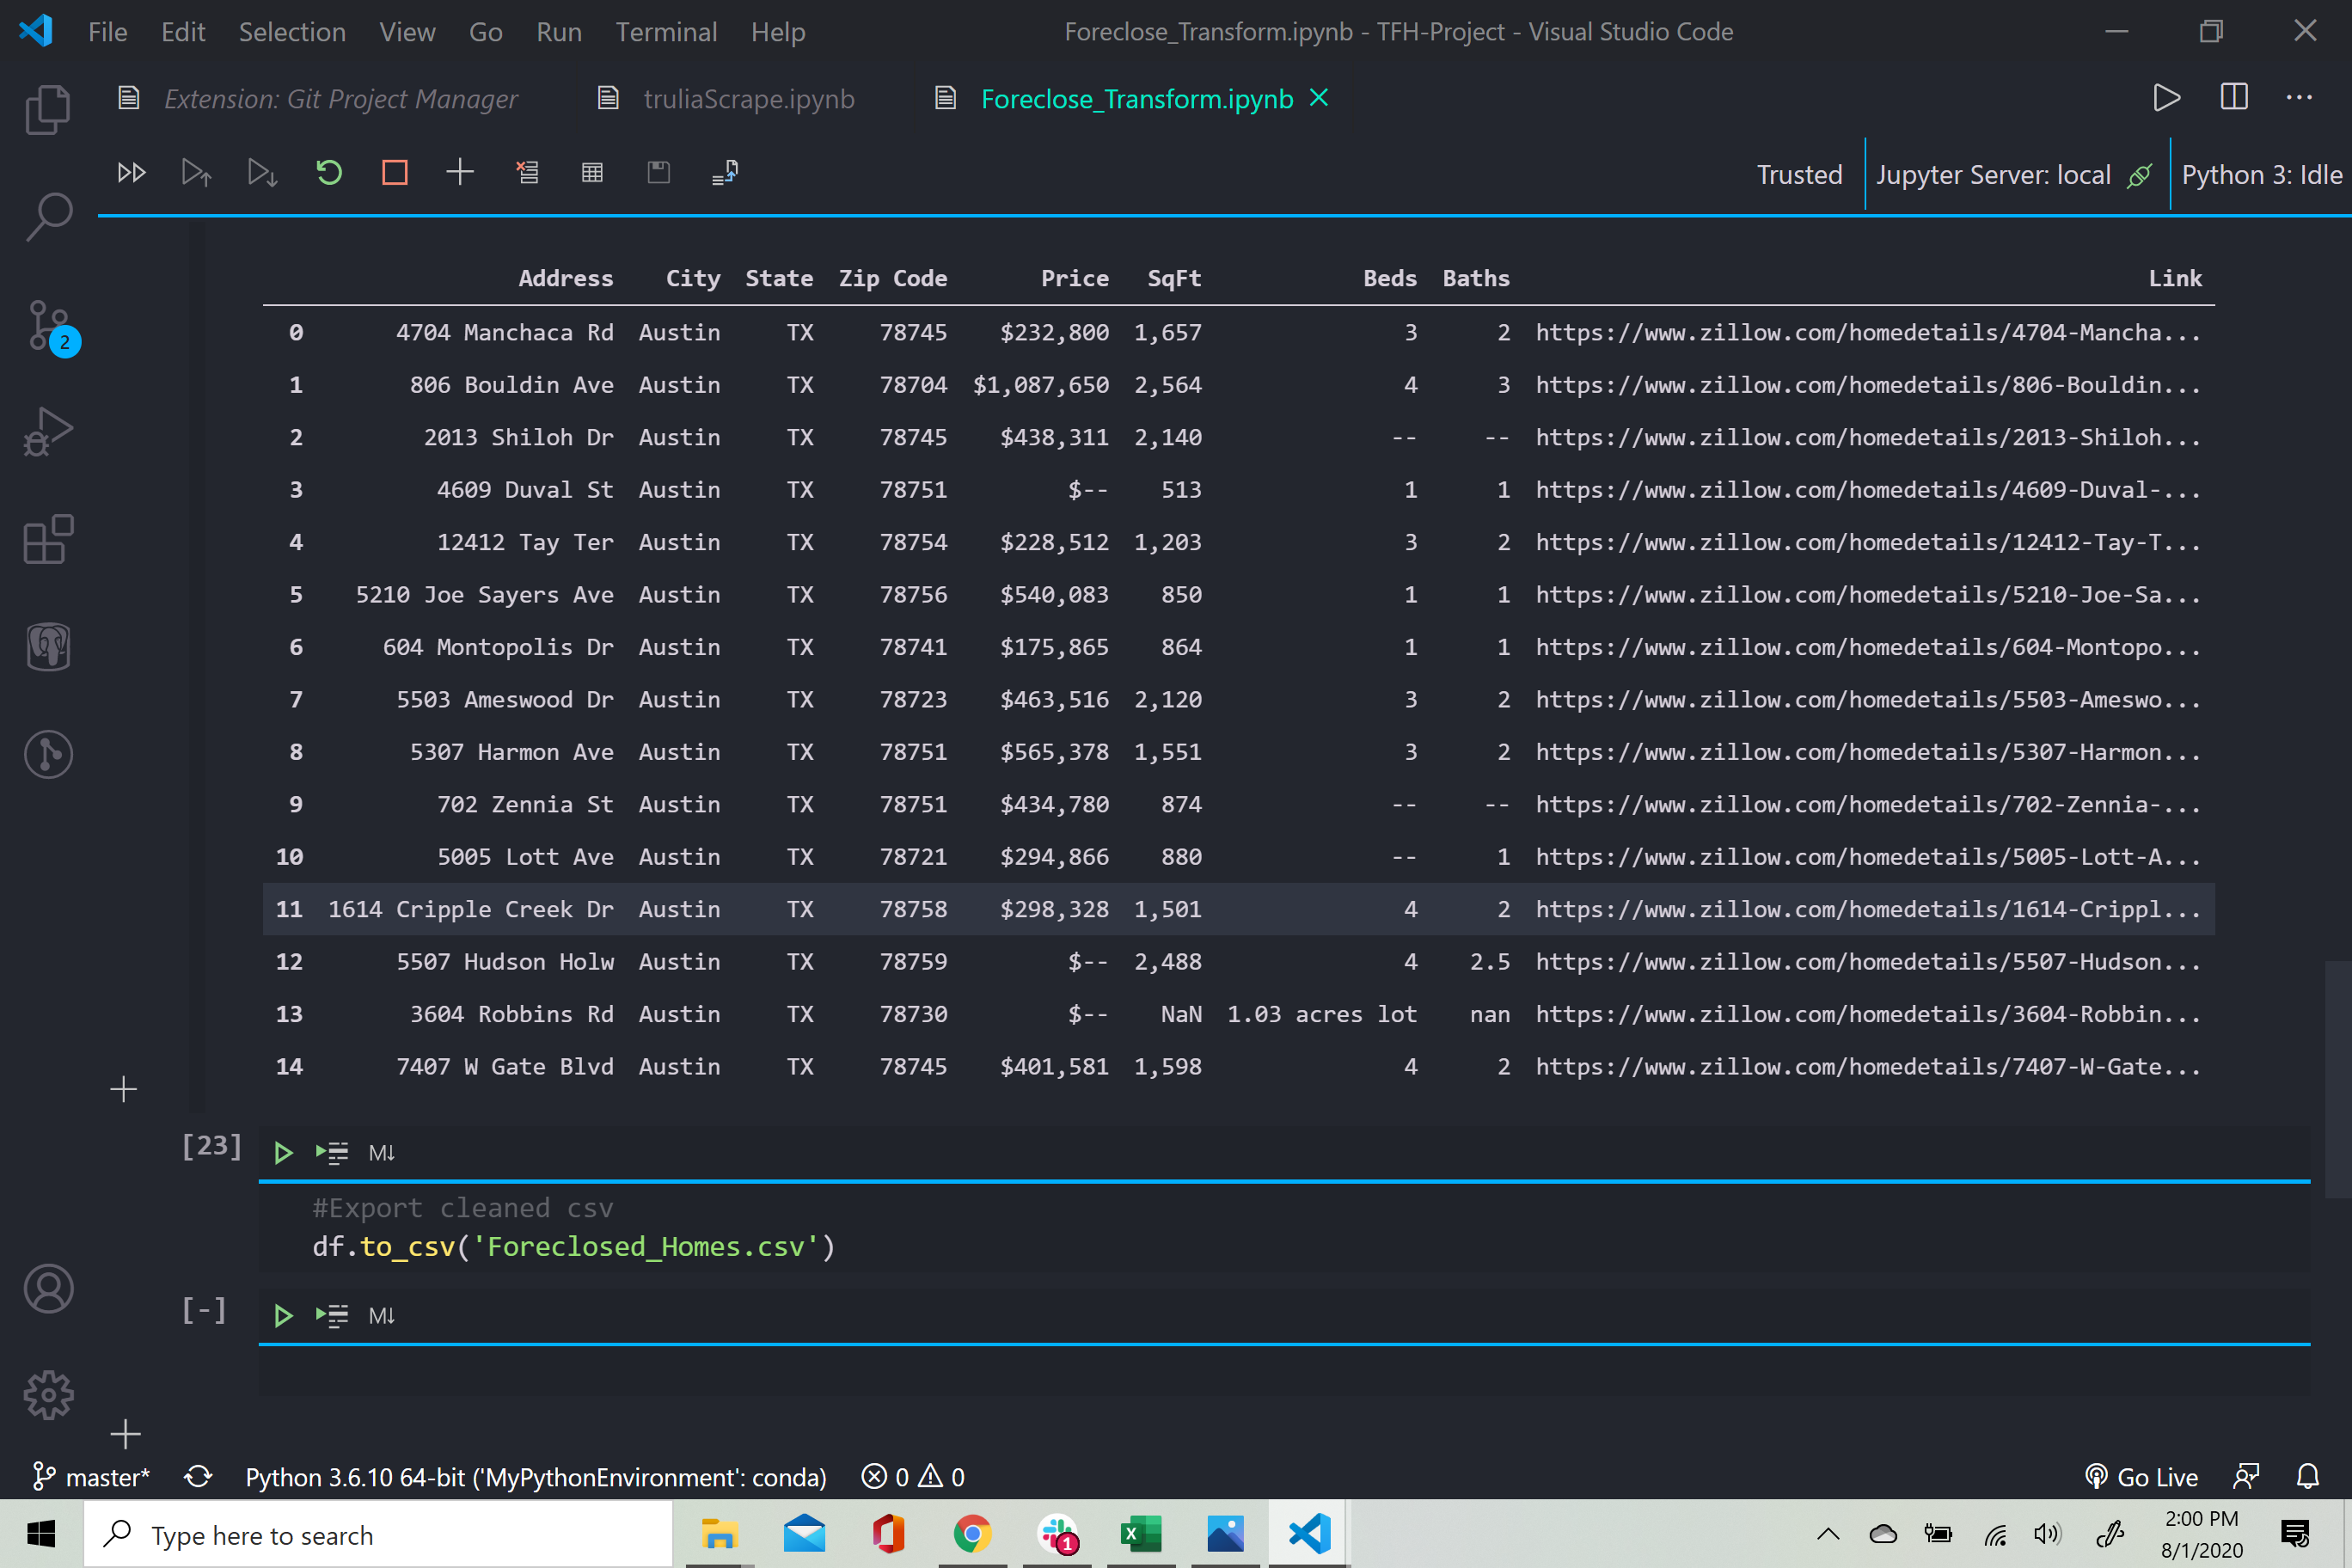 File Edit Selection View Go Run Terminal Help Foreclose_Transform.ipynb - TFH-Project - Visual Studio Code
Extension: Git Project Manager truliaScrape.ipynb Foreclose_Transform.ipynb
Trusted Jupyter Server: local Python 3: Idle
Address City State Zip Code Price SqFt Beds Baths Link
0 4704 Manchaca Rd Austin TX 78745 $232,800 1,657 3 2 https://www.zillow.com/homedetails/4704-Mancha...
1 806 Bouldin Ave Austin TX 78704 $1,087,650 2,564 4 3 https://www.zillow.com/homedetails/806-Bouldin...
2 2013 Shiloh Dr Austin TX 78745 $438,311 2,140 -- -- https://www.zillow.com/homedetails/2013-Shiloh...
3 4609 Duval St Austin TX 78751 $-- 513 1 1 https://www.zillow.com/homedetails/4609-Duval-...
4 12412 Tay Ter Austin TX 78754 $228,512 1,203 3 2 https://www.zillow.com/homedetails/12412-Tay-T...
5 5210 Joe Sayers Ave Austin TX 78756 $540,083 850 1 1 https://www.zillow.com/homedetails/5210-Joe-Sa...
6 604 Montopolis Dr Austin TX 78741 $175,865 864 1 1 https://www.zillow.com/homedetails/604-Montopo...
7 5503 Ameswood Dr Austin TX 78723 $463,516 2,120 3 2 https://www.zillow.com/homedetails/5503-Ameswo...
8 5307 Harmon Ave Austin TX 78751 $565,378 1,551 3 2 https://www.zillow.com/homedetails/5307-Harmon...
9 702 Zennia St Austin TX 78751 $434,780 874 -- -- https://www.zillow.com/homedetails/702-Zennia-...
10 5005 Lott Ave Austin TX 78721 $294,866 880 -- 1 https://www.zillow.com/homedetails/5005-Lott-A...
11 1614 Cripple Creek Dr Austin TX 78758 $298,328 1,501 4 2 https://www.zillow.com/homedetails/1614-Crippl...
12 5507 Hudson Holw Austin TX 78759 $-- 2,488 4 2.5 https://www.zillow.com/homedetails/5507-Hudson...
13 3604 Robbins Rd Austin TX 78730 $-- NaN 1.03 acres lot nan https://www.zillow.com/homedetails/3604-Robbin...
14 7407 W Gate Blvd Austin TX 78745 $401,581 1,598 4 2 https://www.zillow.com/homedetails/7407-W-Gate...
2
[23] M↓
#Export cleaned csv
df.to_csv('Foreclosed_Homes.csv')
[-] M↓
master* Python 3.6.10 64-bit ('MyPythonEnvironment': conda) 0 0 Go Live
Type here to search 1 2:00 PM
8/1/2020